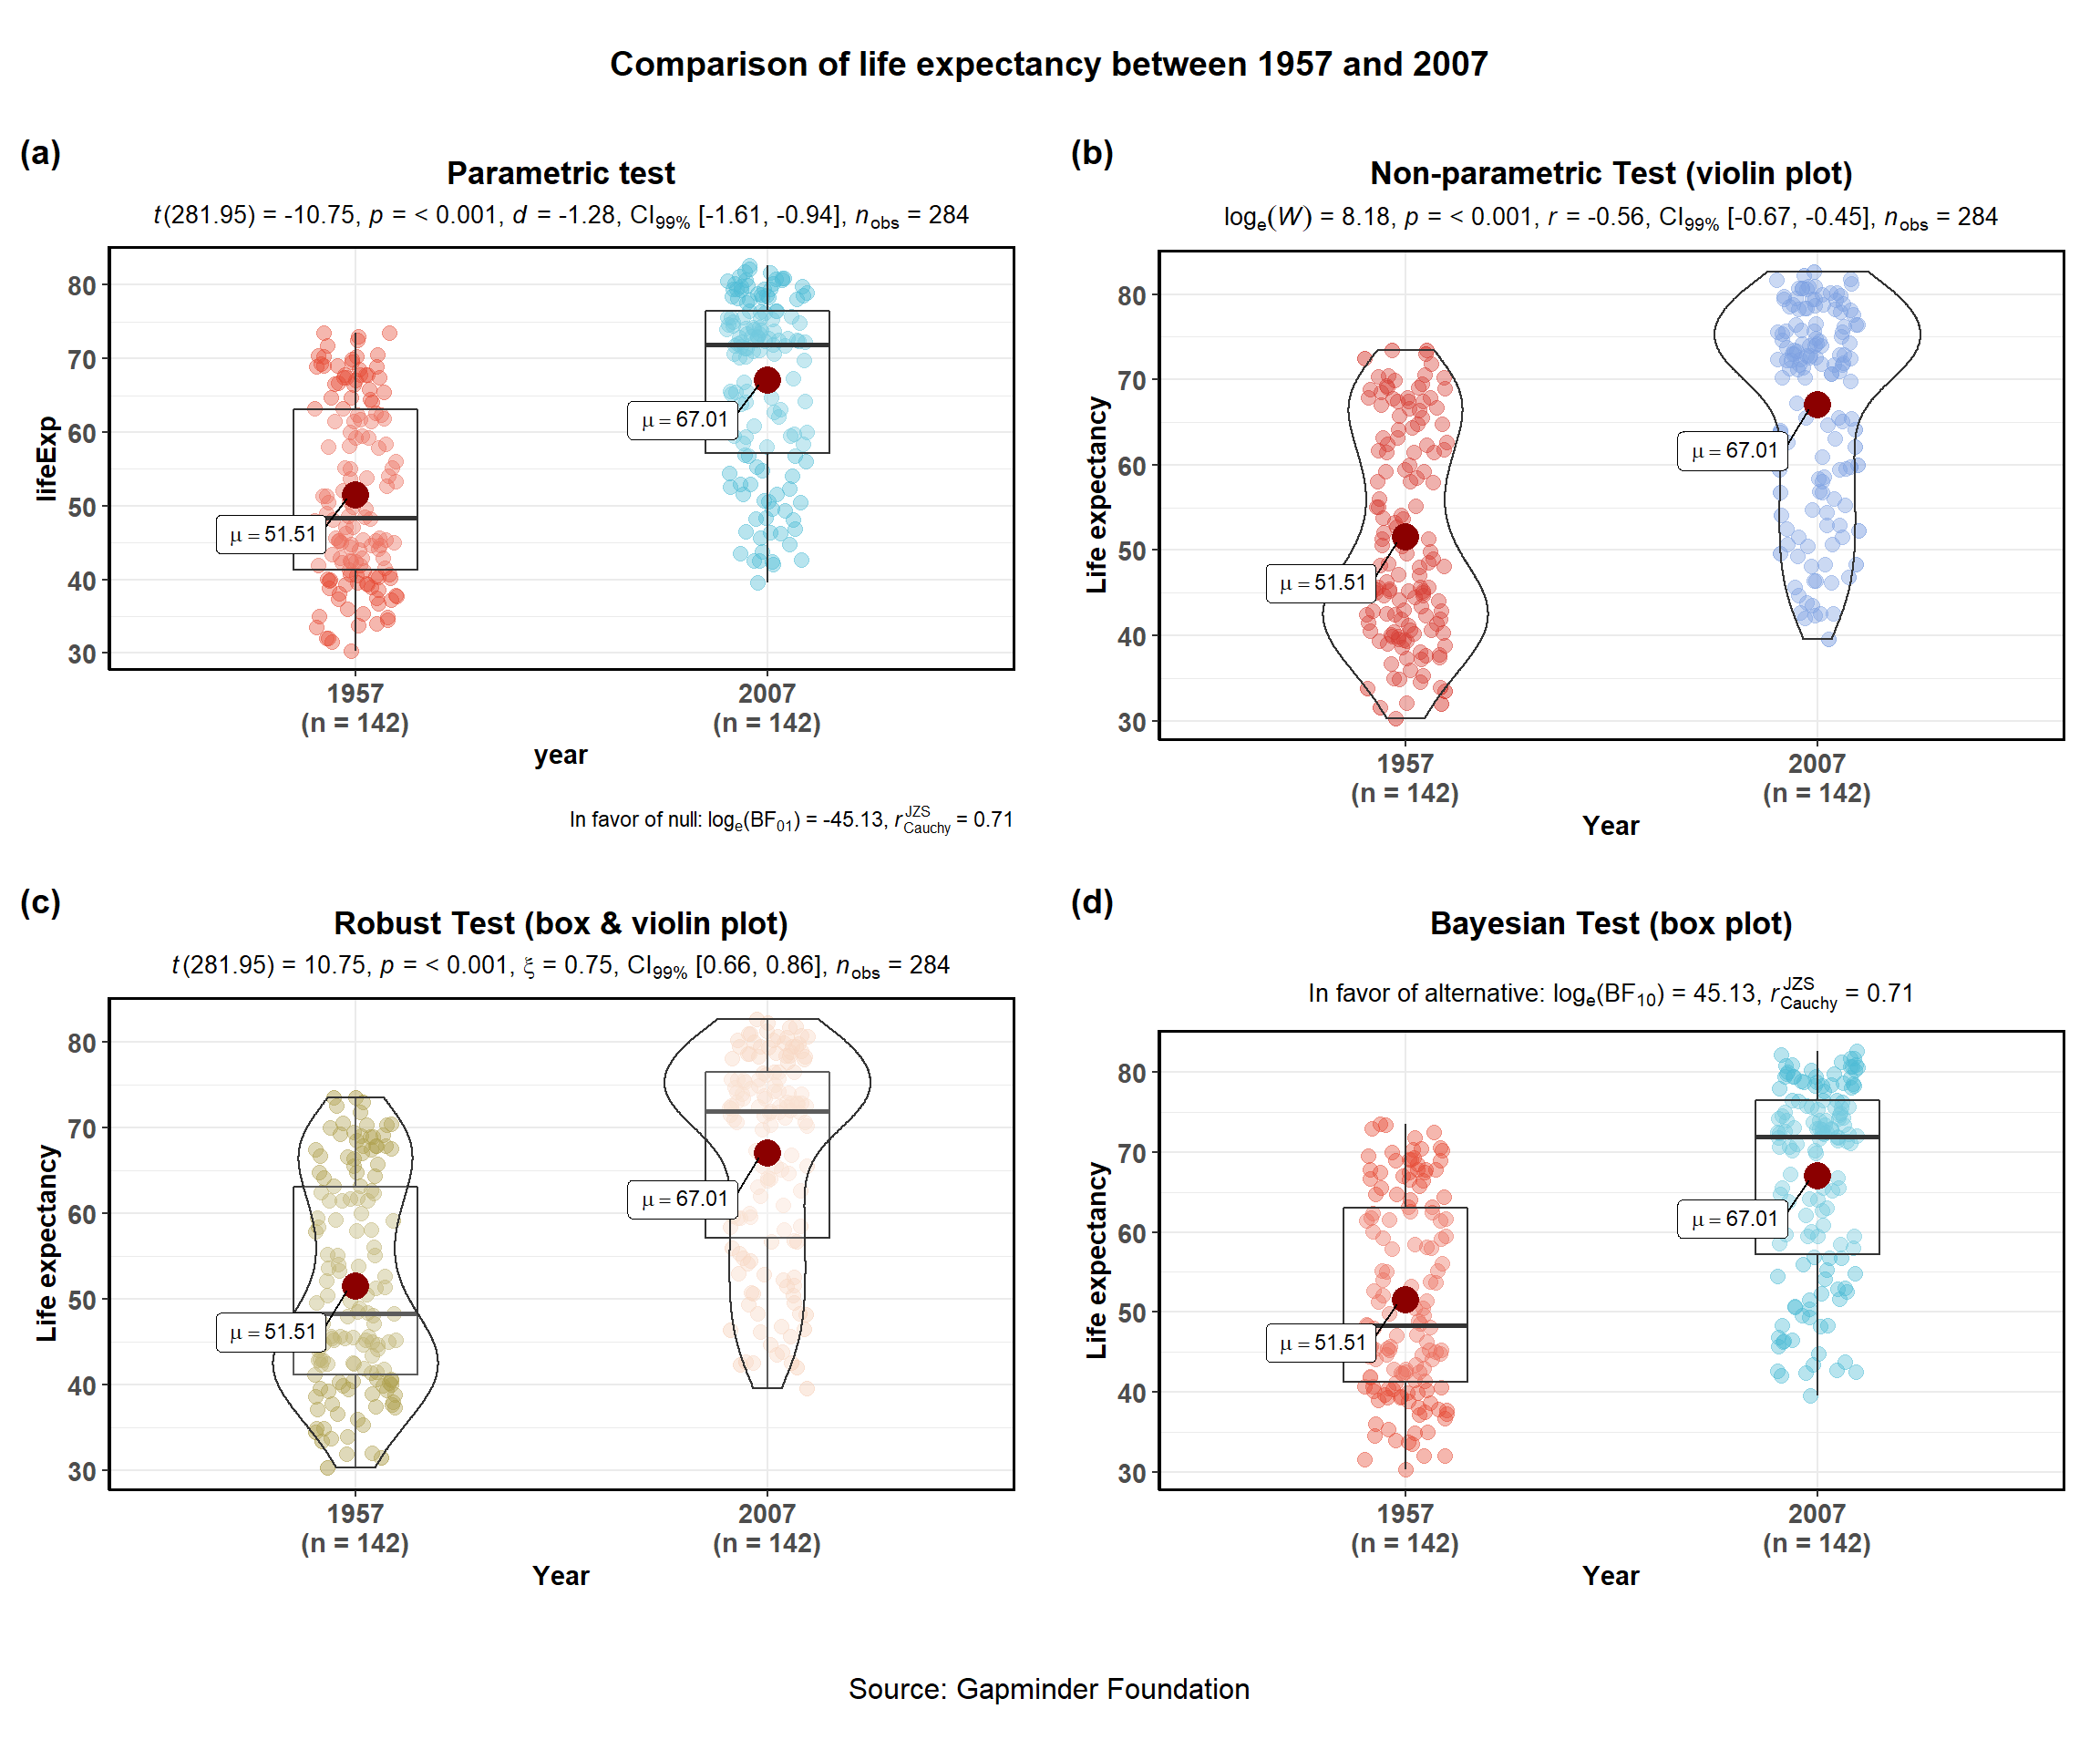 Comparison of life expectancy between 1957 and 2007
(a)
Parametric test
t(281.95) = -10.75, p = < 0.001, d = -1.28, CI99% [-1.61, -0.94], nobs = 284
lifeExp
80
70
60
50
40
30
μ = 51.51
μ = 67.01
1957
(n = 142)
2007
(n = 142)
year
In favor of null: loge(BF01) = -45.13, rJZSCauchy = 0.71
(b)
Non-parametric Test (violin plot)
loge(W) = 8.18, p = < 0.001, r = -0.56, CI99% [-0.67, -0.45], nobs = 284
Life expectancy
80
70
60
50
40
30
μ = 51.51
μ = 67.01
1957
(n = 142)
2007
(n = 142)
Year
(c)
Robust Test (box & violin plot)
t(281.95) = 10.75, p = < 0.001, ξ = 0.75, CI99% [0.66, 0.86], nobs = 284
Life expectancy
80
70
60
50
40
30
μ = 51.51
μ = 67.01
1957
(n = 142)
2007
(n = 142)
Year
(d)
Bayesian Test (box plot)
In favor of alternative: loge(BF10) = 45.13, rJZSCauchy = 0.71
Life expectancy
80
70
60
50
40
30
μ = 51.51
μ = 67.01
1957
(n = 142)
2007
(n = 142)
Year
Source: Gapminder Foundation